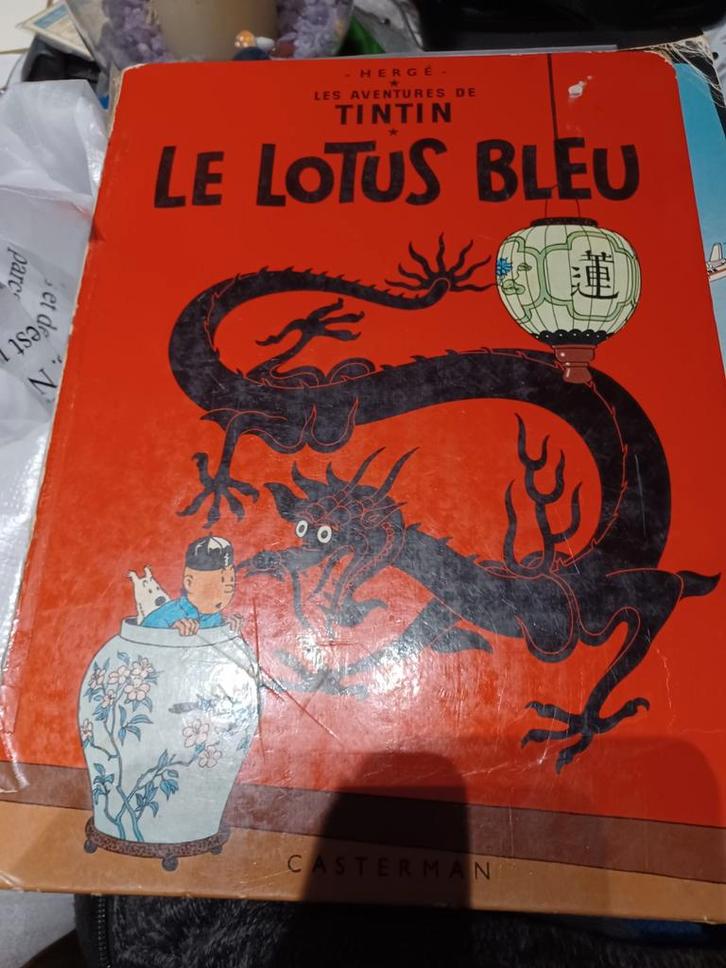 - HERGÉ -
LES AVENTURES DE
TINTIN
LE LOTUS BLEU
蓮
CASTERMAN